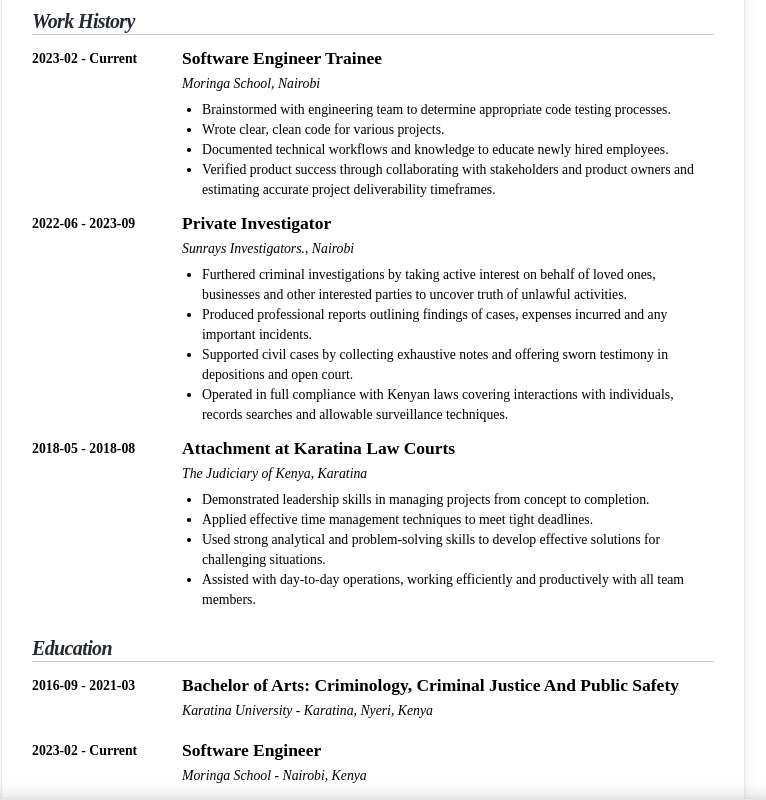 Work History
2023-02 - Current
Software Engineer Trainee
Moringa School, Nairobi
• Brainstormed with engineering team to determine appropriate code testing processes.
• Wrote clear, clean code for various projects.
• Documented technical workflows and knowledge to educate newly hired employees.
• Verified product success through collaborating with stakeholders and product owners and
estimating accurate project deliverability timeframes.
2022-06 - 2023-09
Private Investigator
Sunrays Investigators., Nairobi
• Furthered criminal investigations by taking active interest on behalf of loved ones,
businesses and other interested parties to uncover truth of unlawful activities.
• Produced professional reports outlining findings of cases, expenses incurred and any
important incidents.
• Supported civil cases by collecting exhaustive notes and offering sworn testimony in
depositions and open court.
• Operated in full compliance with Kenyan laws covering interactions with individuals,
records searches and allowable surveillance techniques.
2018-05 - 2018-08
Attachment at Karatina Law Courts
The Judiciary of Kenya, Karatina
• Demonstrated leadership skills in managing projects from concept to completion.
• Applied effective time management techniques to meet tight deadlines.
• Used strong analytical and problem-solving skills to develop effective solutions for
challenging situations.
• Assisted with day-to-day operations, working efficiently and productively with all team
members.
Education
2016-09 - 2021-03
Bachelor of Arts: Criminology, Criminal Justice And Public Safety
Karatina University - Karatina, Nyeri, Kenya
2023-02 - Current
Software Engineer
Moringa School - Nairobi, Kenya